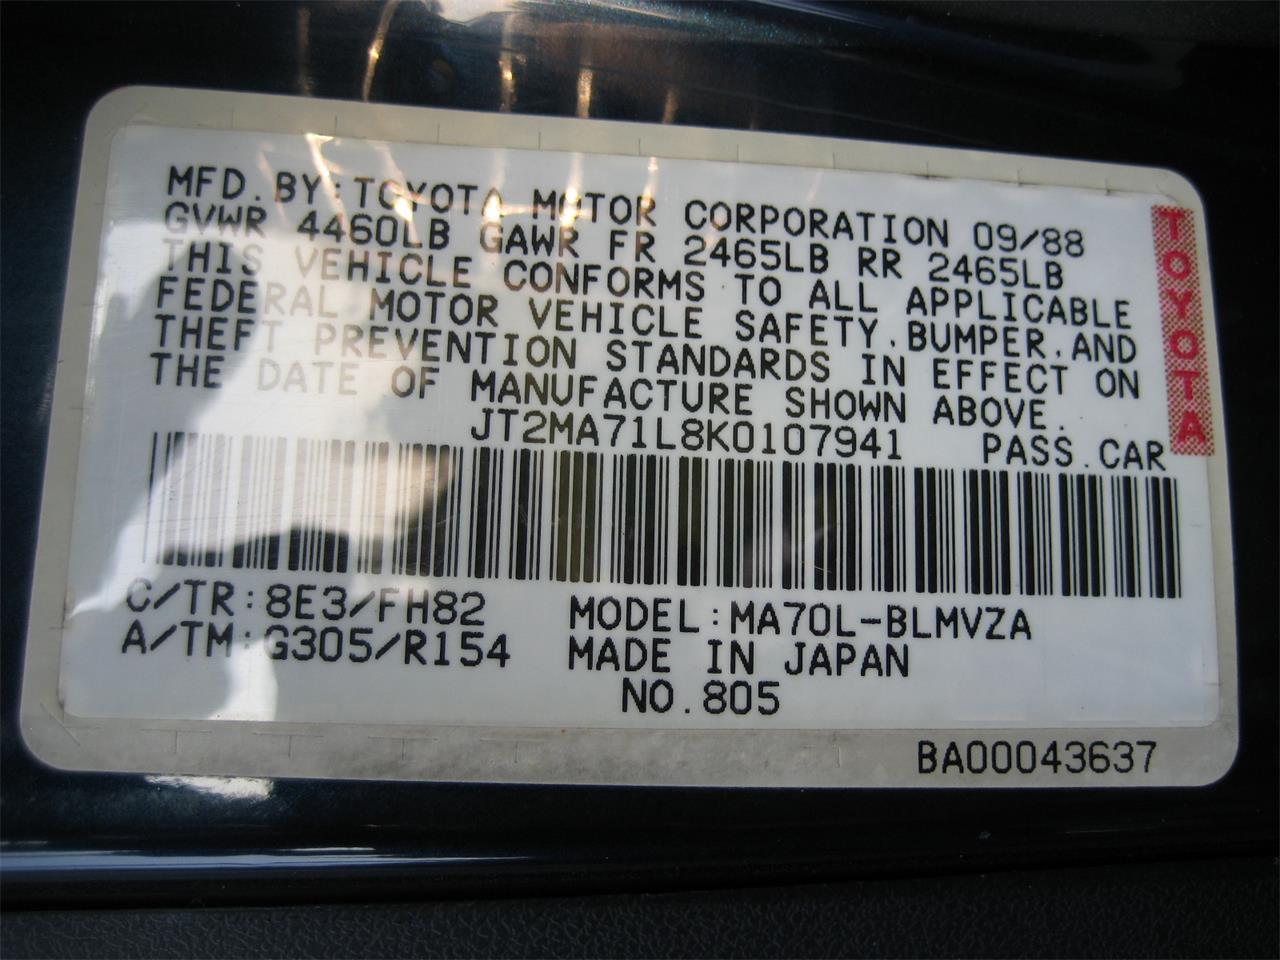 MFD. BY: TOYOTA MOTOR CORPORATION 09/88
GVWR 4460LB GAWR FR 2465LB RR 2465LB
THIS VEHICLE CONFORMS TO ALL APPLICABLE
FEDERAL MOTOR VEHICLE SAFETY, BUMPER, AND
THEFT PREVENTION STANDARDS IN EFFECT ON
THE DATE OF MANUFACTURE SHOWN ABOVE.
JT2MA71L8K0107941 PASS. CAR
C/TR: 8E3/FH82 MODEL: MA70L-BLMVZA
A/TM: G305/R154 MADE IN JAPAN
NO. 805
BA00043637
TOYOTA